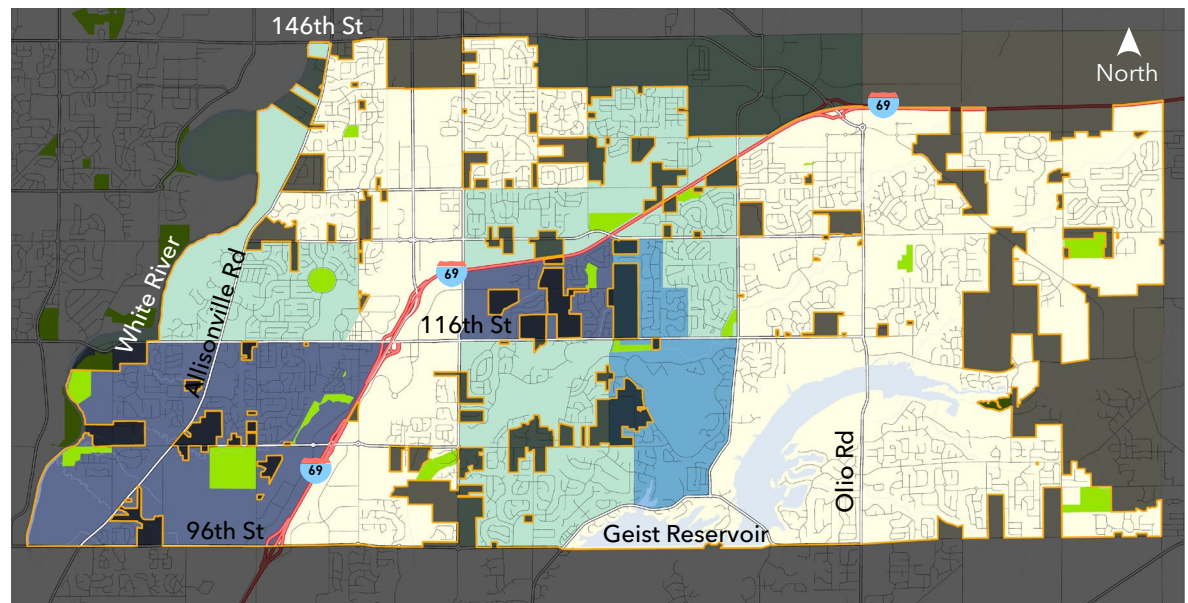 146th St
North
69
White River
Allisonville Rd
69
116th St
69
Olio Rd
96th St
Geist Reservoir